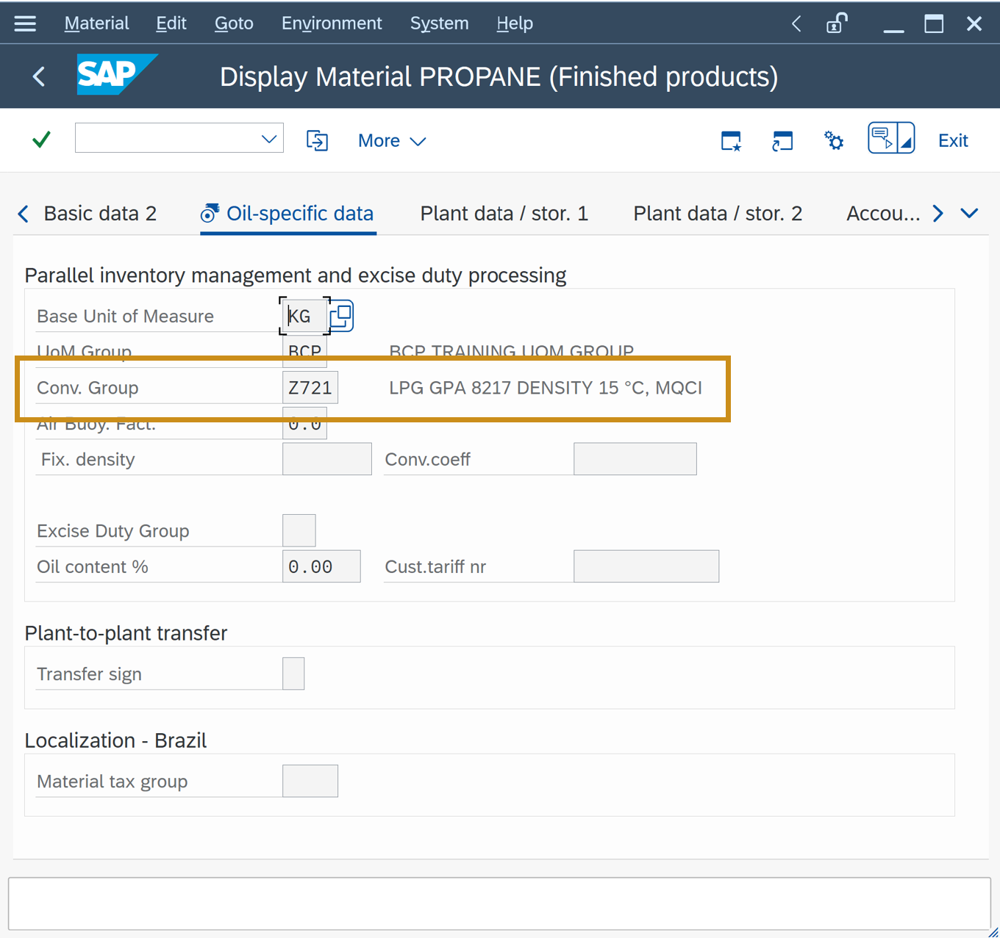 Material Edit Goto Environment System Help
SAP Display Material PROPANE (Finished products)
More Exit
Basic data 2 Oil-specific data Plant data / stor. 1 Plant data / stor. 2 Accou...
Parallel inventory management and excise duty processing
Base Unit of Measure KG
UoM Group BCP BCP TRAINING UOM GROUP
Conv. Group Z721 LPG GPA 8217 DENSITY 15 °C, MQCI
Air Buoy. Fact. 0.0
Fix. density Conv.coeff
Excise Duty Group
Oil content % 0.00 Cust.tariff nr
Plant-to-plant transfer
Transfer sign
Localization - Brazil
Material tax group